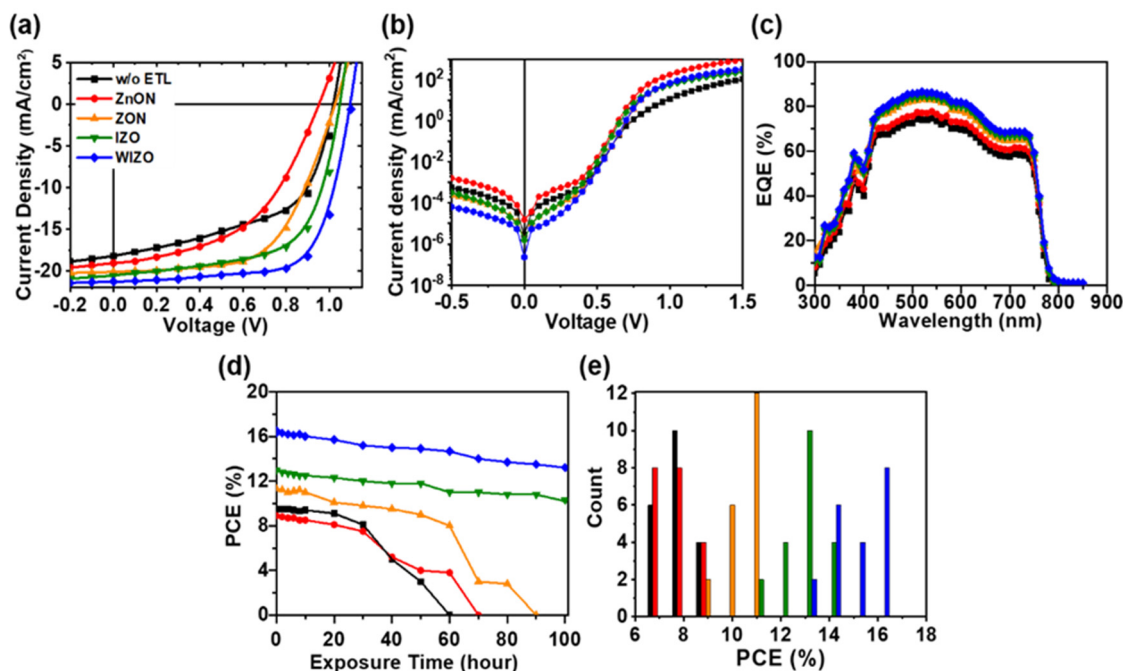 (a)
Current Density (mA/cm²)
5
0
-5
-10
-15
-20
w/o ETL
ZnON
ZON
IZO
WIZO
-0.2 0.0 0.2 0.4 0.6 0.8 1.0
Voltage (V)
(b)
Current density (mA/cm²)
10²
10⁰
10⁻²
10⁻⁴
10⁻⁶
10⁻⁸
-0.5 0.0 0.5 1.0 1.5
Voltage (V)
(c)
EQE (%)
100
80
60
40
20
0
300 400 500 600 700 800 900
Wavelength (nm)
(d)
PCE (%)
20
16
12
8
4
0
0 20 40 60 80 100
Exposure Time (hour)
(e)
Count
12
10
8
6
4
2
0
6 8 10 12 14 16 18
PCE (%)